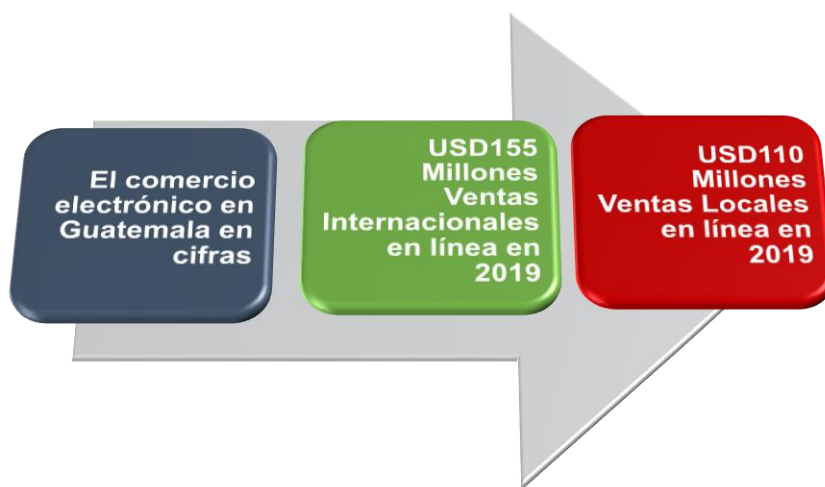 El comercio
electrónico en
Guatemala en
cifras
USD155
Millones
Ventas
Internacionales
en línea en
2019
USD110
Millones
Ventas Locales
en línea en
2019